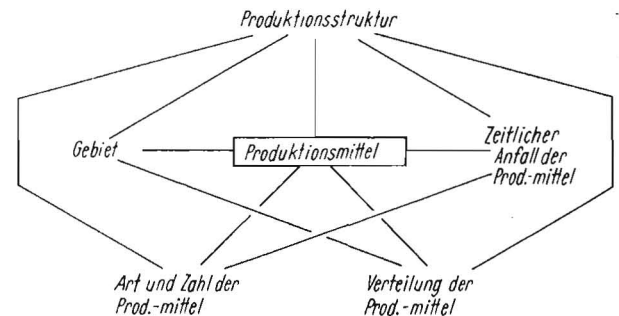 Produktionsstruktur
Gebiet
Produktionsmittel
Zeitlicher
Anfall der
Prod.-mittel
Art und Zahl der
Prod.-mittel
Verteilung der
Prod.-mittel